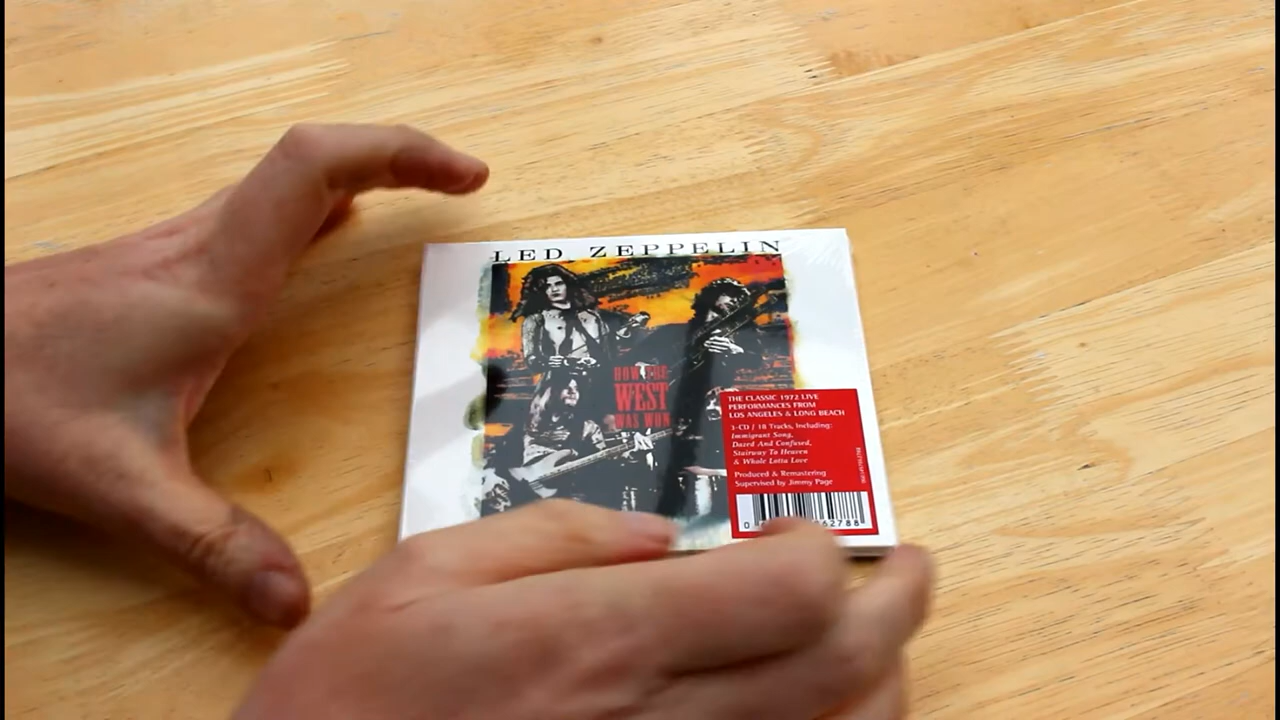 LED ZEPPELIN
HOW THE
WEST
WAS WON
THE CLASSIC 1972 LIVE
PERFORMANCES FROM
LOS ANGELES & LONG BEACH
3-CD / 18 Tracks, Including:
Immigrant Song,
Dazed And Confused,
Stairway To Heaven
& Whole Lotta Love
Produced & Remastering
Supervised by Jimmy Page
0
62788